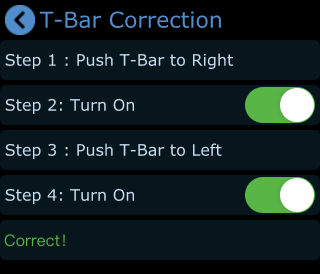 T-Bar Correction
Step 1 : Push T-Bar to Right
Step 2: Turn On
Step 3 : Push T-Bar to Left
Step 4: Turn On
Correct!